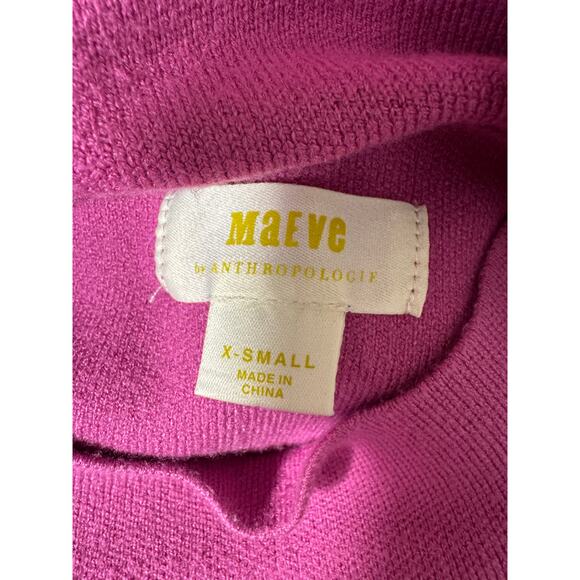 MaEve
by ANTHROPOLOGIE
X-SMALL
MADE IN
CHINA